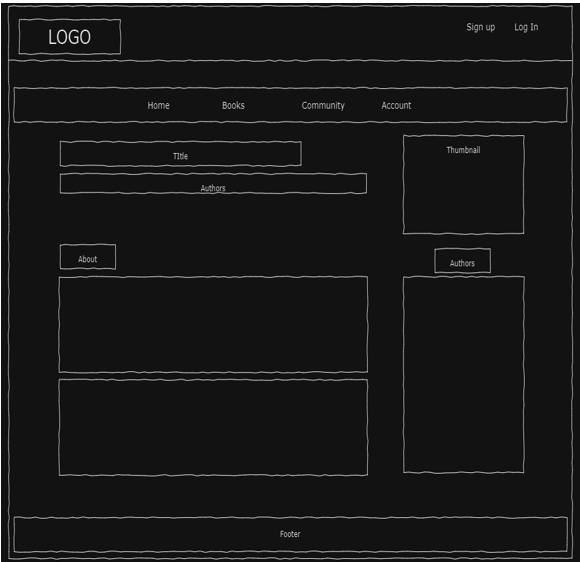 LOGO
Sign up Log In
Home Books Community Account
TItle
Thumbnail
Authors
About
Authors
Footer